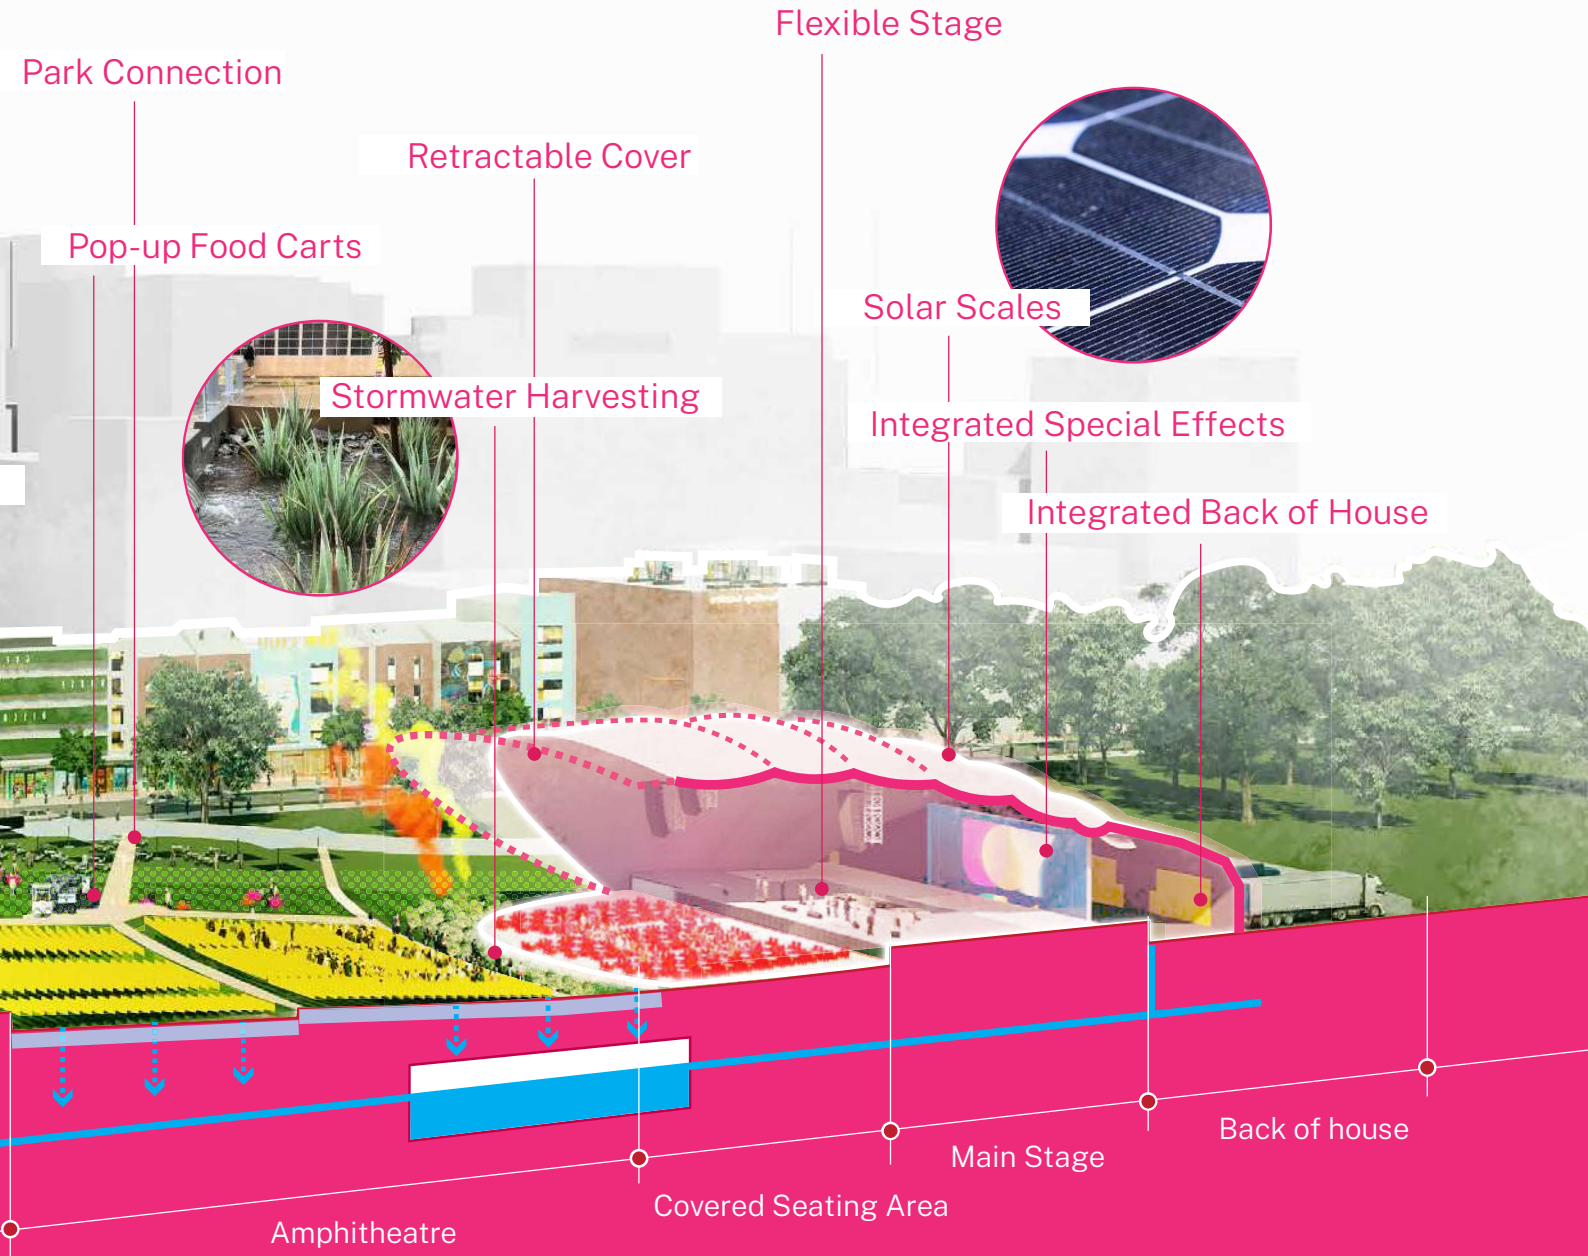 Flexible Stage
Park Connection
Retractable Cover
Pop-up Food Carts
Solar Scales
Stormwater Harvesting
Integrated Special Effects
Integrated Back of House
Back of house
Main Stage
Covered Seating Area
Amphitheatre